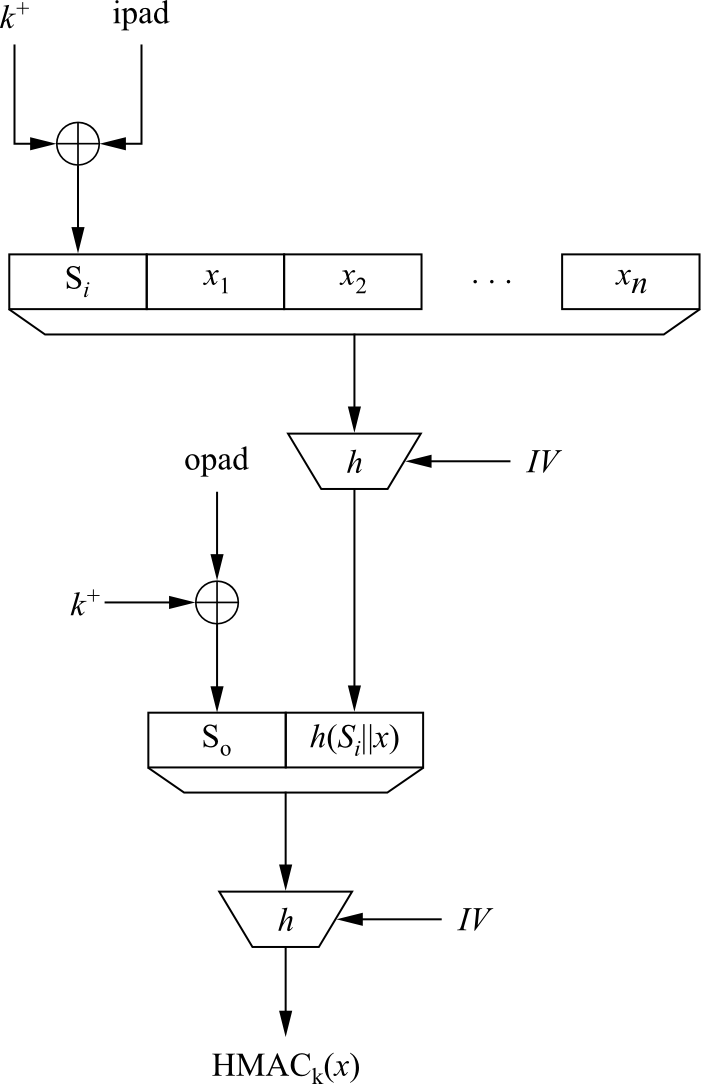 k⁺ ipad
Sᵢ x₁ x₂ . . . xₙ
h IV
opad
k⁺
Sₒ h(Sᵢ||x)
h IV
HMACₖ(x)